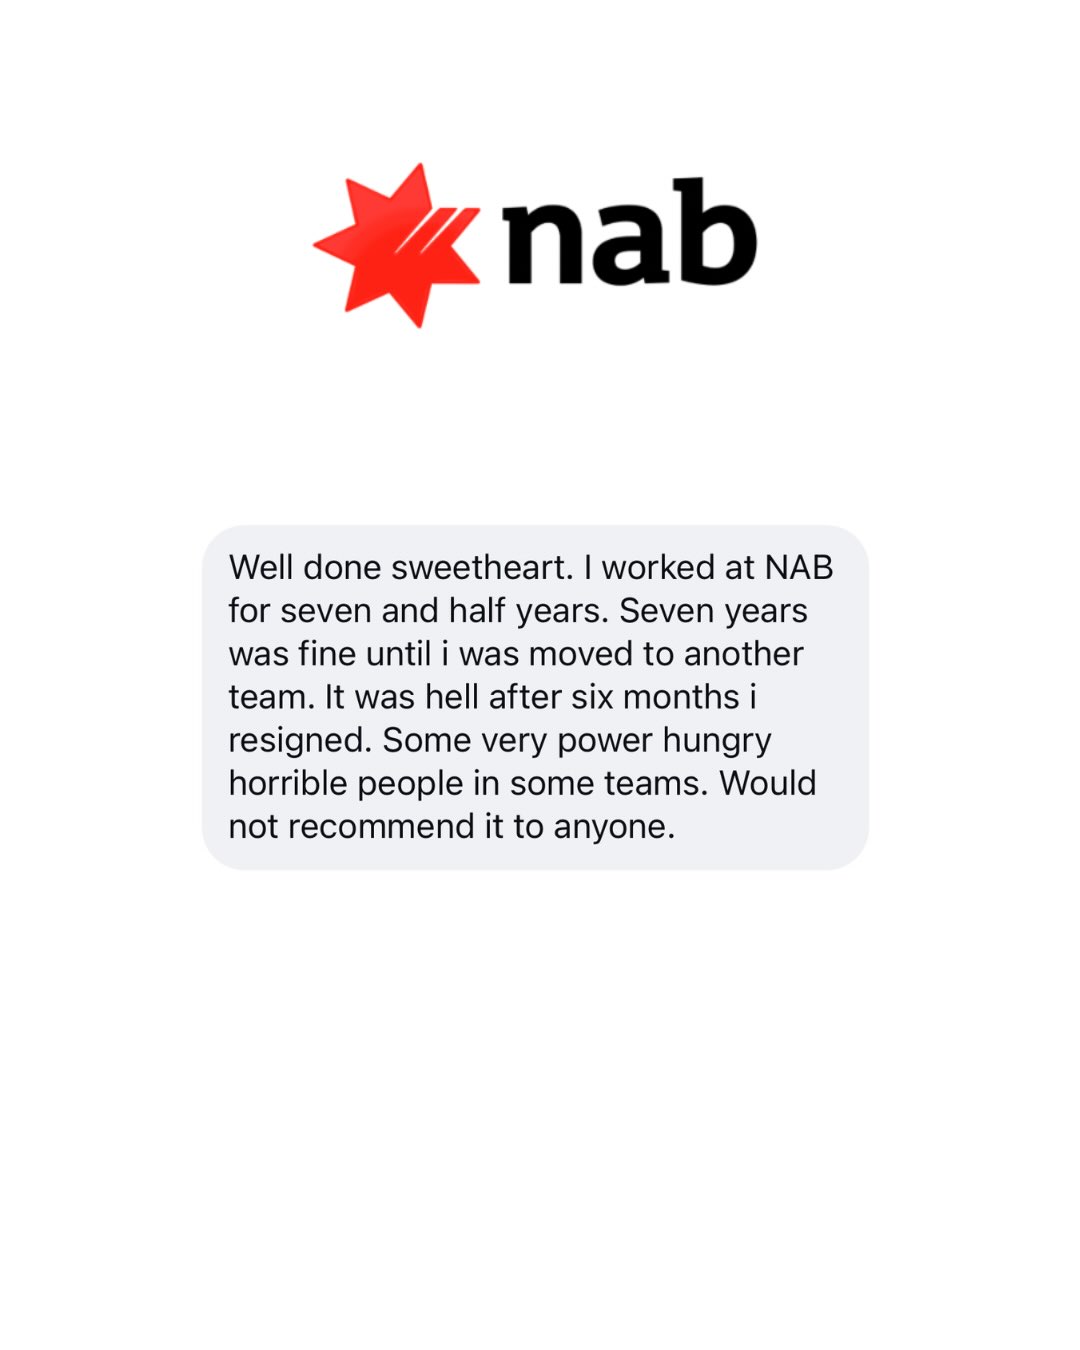 nab
Well done sweetheart. I worked at NAB
for seven and half years. Seven years
was fine until i was moved to another
team. It was hell after six months i
resigned. Some very power hungry
horrible people in some teams. Would
not recommend it to anyone.